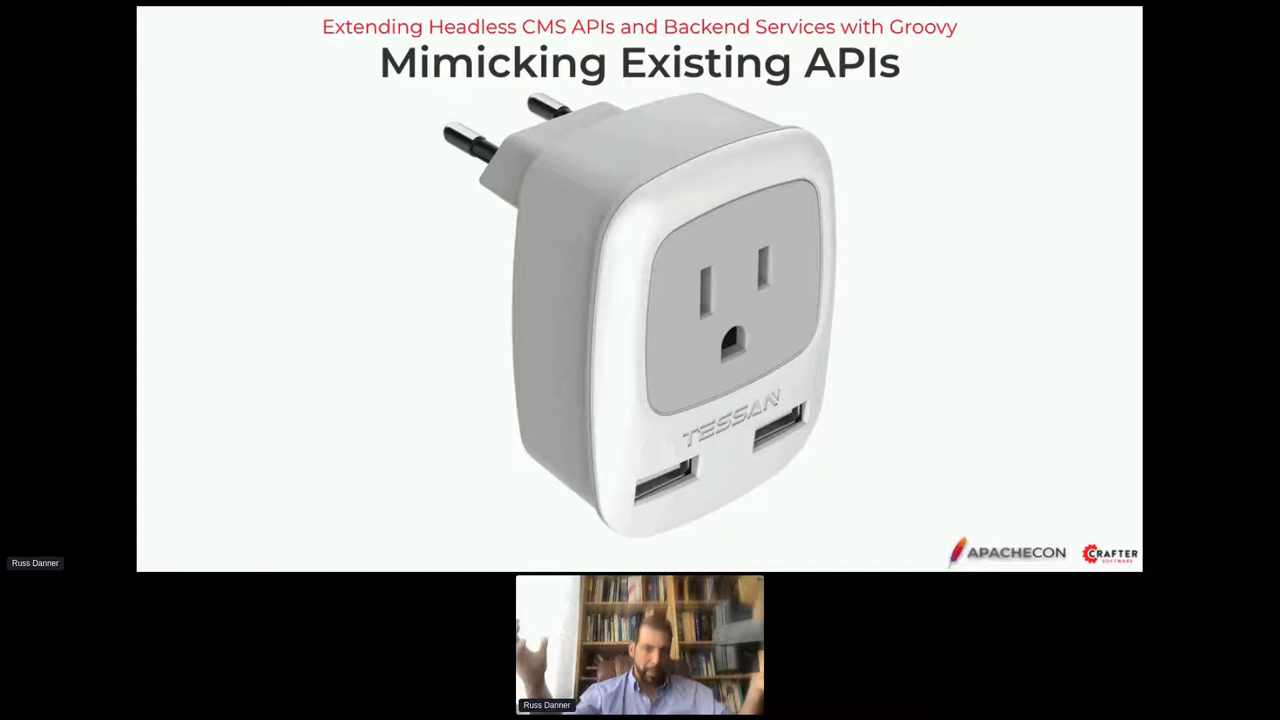 Extending Headless CMS APIs and Backend Services with Groovy
Mimicking Existing APIs
TESSAN
APACHECON
CRAFTER
SOFTWARE
Russ Danner
Russ Danner